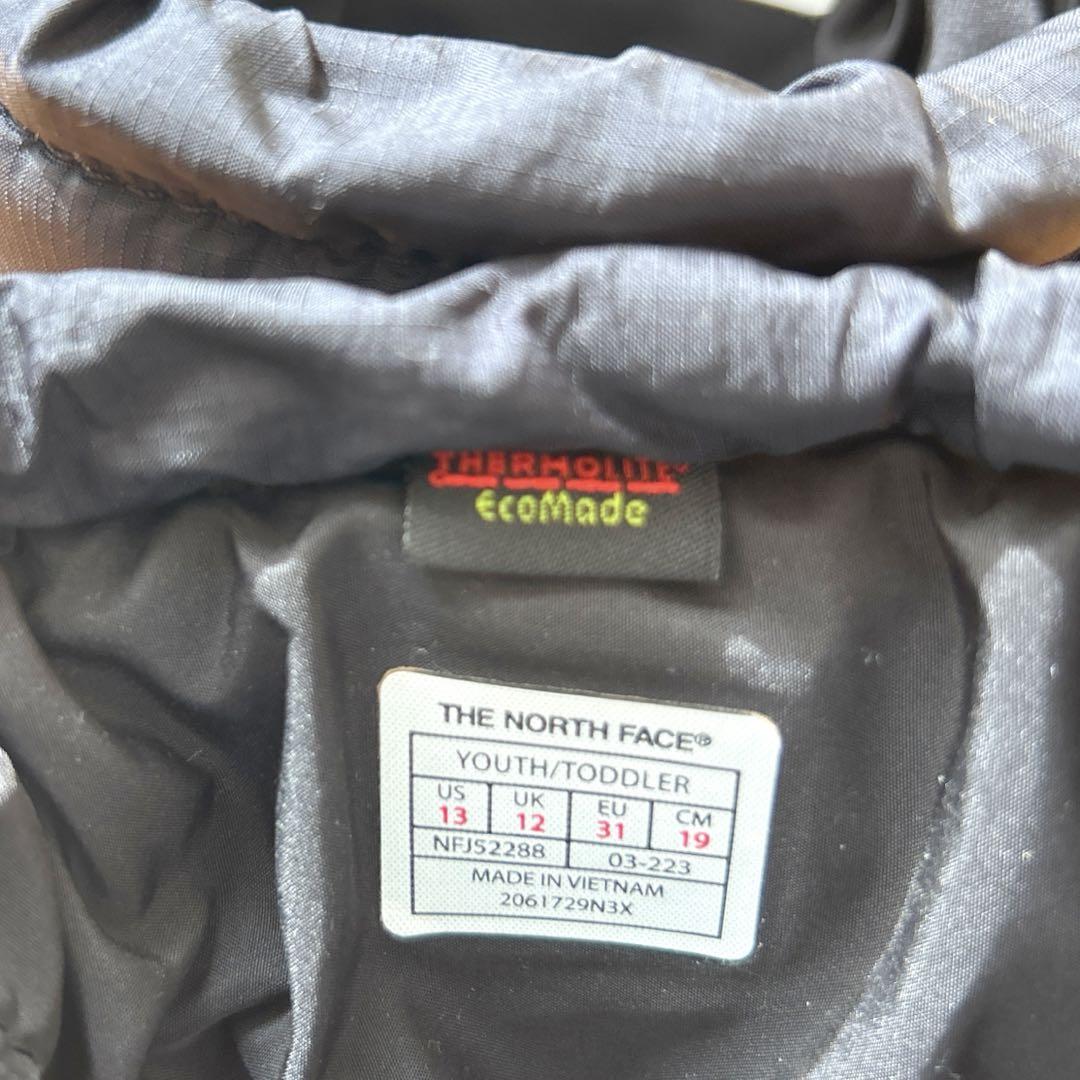 THERMOLITE®
EcoMade
THE NORTH FACE®
YOUTH/TODDLER
US UK EU CM
13 12 31 19
NFJ52288 03-223
MADE IN VIETNAM
2061729N3X